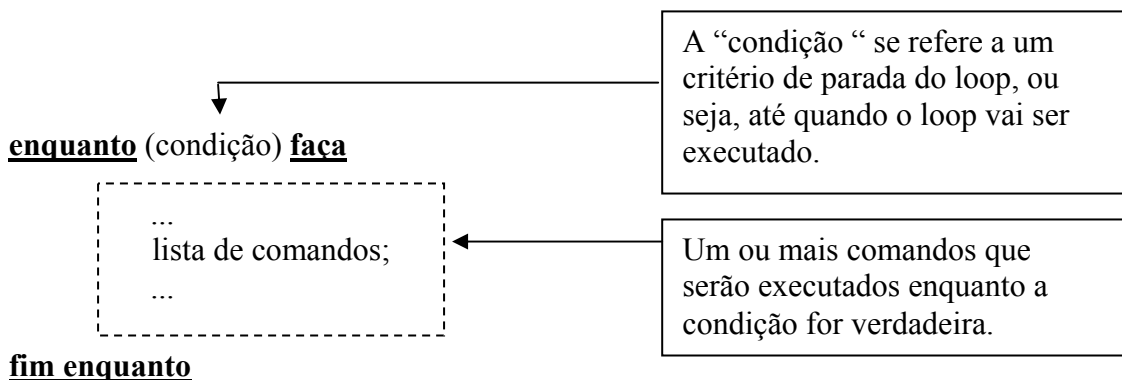 A “condição “ se refere a um
critério de parada do loop, ou
seja, até quando o loop vai ser
executado.
enquanto (condição) faça
...
lista de comandos;
...
Um ou mais comandos que
serão executados enquanto a
condição for verdadeira.
fim enquanto